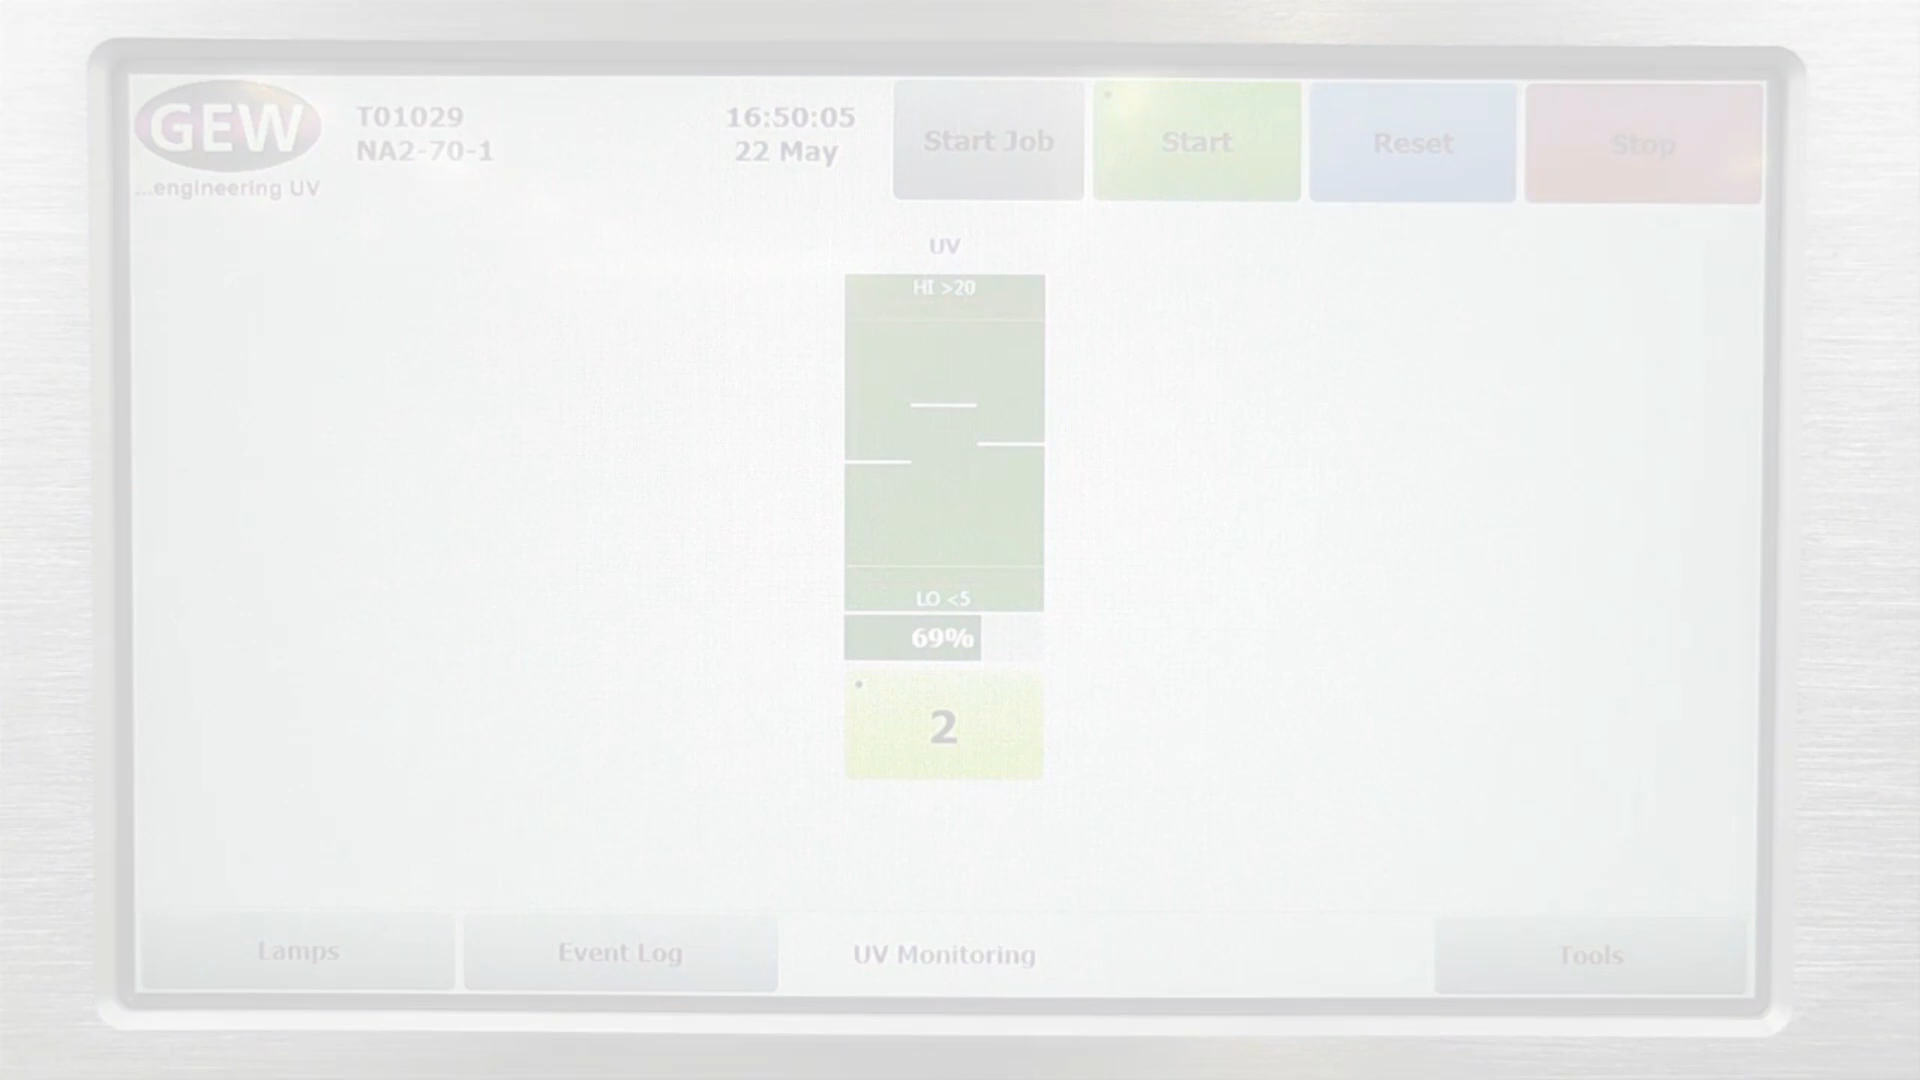 GEW
...engineering UV
T01029
NA2-70-1
16:50:05
22 May
Start Job
Start
Reset
Stop
UV
HI >20
LO <5
69%
2
Lamps
Event Log
UV Monitoring
Tools